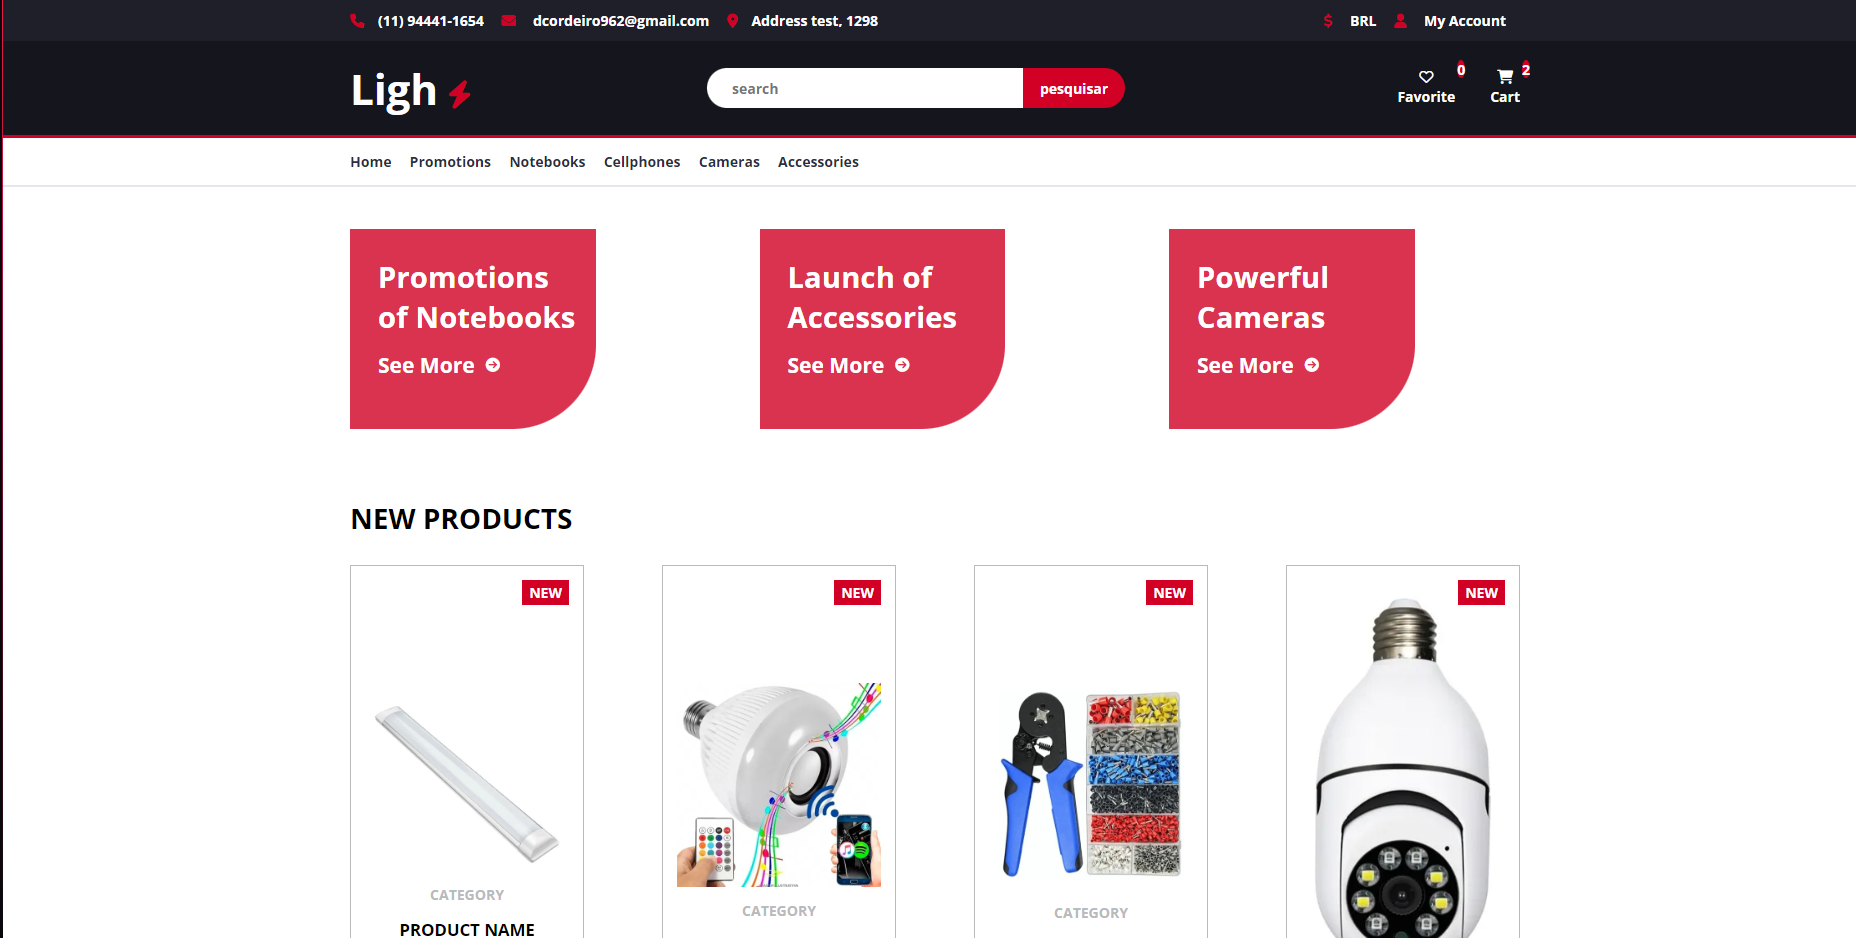 (11) 94441-1654 dcordeiro962@gmail.com Address test, 1298 $ BRL My Account
Ligh
search pesquisar
0
Favorite
2
Cart
Home Promotions Notebooks Cellphones Cameras Accessories
Promotions
of Notebooks
See More
Launch of
Accessories
See More
Powerful
Cameras
See More
NEW PRODUCTS
NEW
CATEGORY
PRODUCT NAME
NEW
CATEGORY
NEW
CATEGORY
NEW